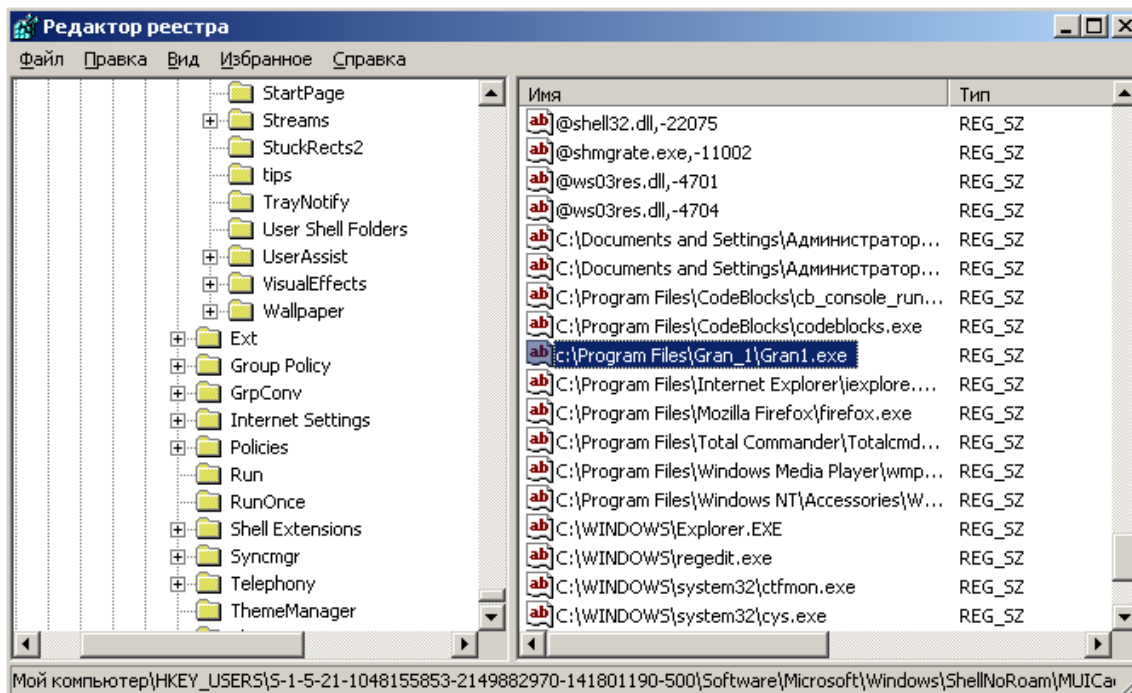 Редактор реестра
Файл Правка Вид Избранное Справка
StartPage
Streams
StuckRects2
tips
TrayNotify
User Shell Folders
UserAssist
VisualEffects
Wallpaper
Ext
Group Policy
GrpConv
Internet Settings
Policies
Run
RunOnce
Shell Extensions
Syncmgr
Telephony
ThemeManager
Имя Тип
@shell32.dll,-22075 REG_SZ
@shmgrate.exe,-11002 REG_SZ
@ws03res.dll,-4701 REG_SZ
@ws03res.dll,-4704 REG_SZ
C:\Documents and Settings\Администратор... REG_SZ
C:\Documents and Settings\Администратор... REG_SZ
C:\Program Files\CodeBlocks\cb_console_run... REG_SZ
C:\Program Files\CodeBlocks\codeblocks.exe REG_SZ
c:\Program Files\Gran_1\Gran1.exe REG_SZ
C:\Program Files\Internet Explorer\iexplore.... REG_SZ
C:\Program Files\Mozilla Firefox\firefox.exe REG_SZ
C:\Program Files\Total Commander\Totalcmd... REG_SZ
C:\Program Files\Windows Media Player\wmp... REG_SZ
C:\Program Files\Windows NT\Accessories\W... REG_SZ
C:\WINDOWS\Explorer.EXE REG_SZ
C:\WINDOWS\regedit.exe REG_SZ
C:\WINDOWS\system32\ctfmon.exe REG_SZ
C:\WINDOWS\system32\cys.exe REG_SZ
Мой компьютер\HKEY_USERS\S-1-5-21-1048155853-2149882970-141801190-500\Software\Microsoft\Windows\ShellNoRoam\MUICa